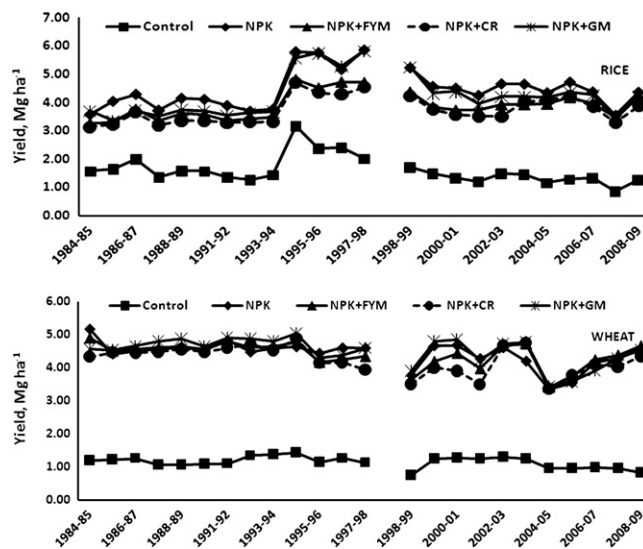 Control NPK NPK+FYM NPK+CR NPK+GM
7.00
6.00
5.00
4.00
3.00
2.00
1.00
0.00
Yield, Mg ha-1
RICE
1984-85 1986-87 1988-89 1991-92 1993-94 1995-96 1997-98 1998-99 2000-01 2002-03 2004-05 2006-07 2008-09
Control NPK NPK+FYM NPK+CR NPK+GM
6.00
5.00
4.00
3.00
2.00
1.00
0.00
Yield, Mg ha-1
WHEAT
1984-85 1986-87 1988-89 1991-92 1993-94 1995-96 1997-98 1998-99 2000-01 2002-03 2004-05 2006-07 2008-09